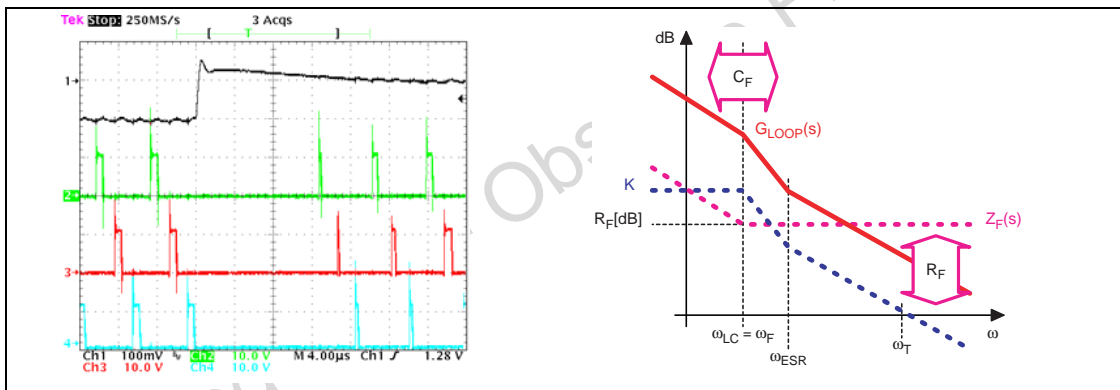 Tek Stop: 250MS/s 3 Acqs
[ T ]
1→
2→
3→
4→
Ch1 100mV Ch2 10.0 V M 4.00µs Ch1 1.28 V
Ch3 10.0 V Ch4 10.0 V
dB
C_F
G_LOOP(s)
K
R_F[dB]
Z_F(s)
R_F
ω_LC = ω_F
ω_ESR
ω_T
ω
Obs